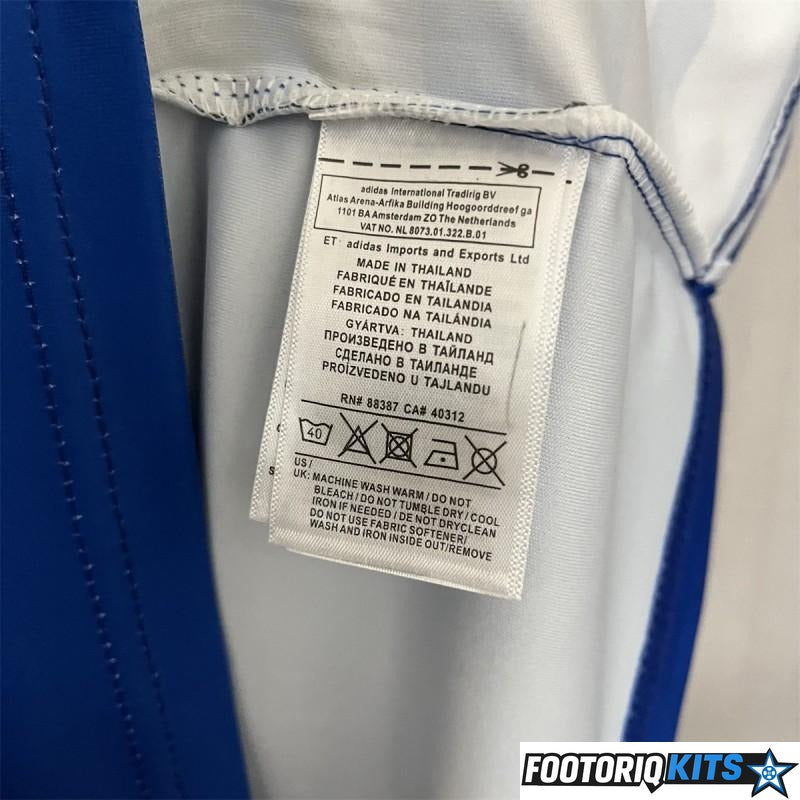 adidas International Tradirig BV
Atlas Arena-Arfika Building Hoogoorddreef ga
1101 BA Amsterdam ZO The Netherlands
VAT NO. NL 8073.01.322.B.01
ET adidas Imports and Exports Ltd
MADE IN THAILAND
FABRIQUÉ EN THAÏLANDE
FABRICADO EN TAILANDIA
FABRICADO NA TAILÁNDIA
GYÁRTVA: THAILAND
ПРОИЗВЕДЕНО В ТАЙЛАНД
СДЕЛАНО В ТАИЛАНДЕ
PROÍZVEDENO U TAJLANDU
RN# 88387 CA# 40312
40
US /
UK: MACHINE WASH WARM / DO NOT
BLEACH / DO NOT TUMBLE DRY / COOL
IRON IF NEEDED / DE NOT DRYCLEAN
DO NOT USE FABRIC SOFTENER/
WASH AND IRON INSIDE OUT/REMOVE
FOOTORIQKITS